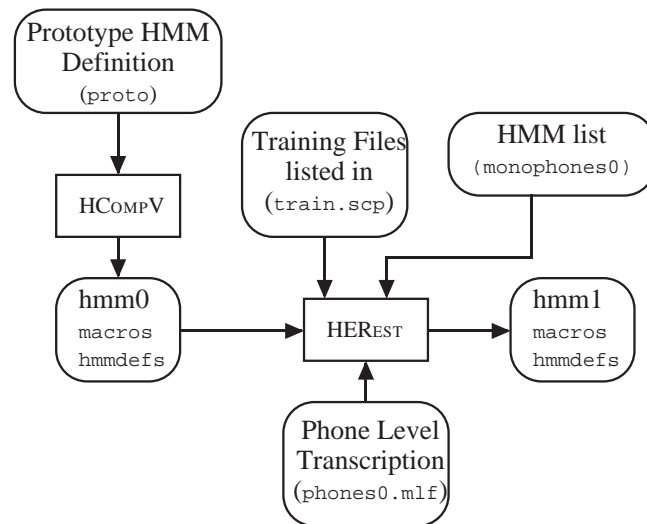 Prototype HMM
Definition
(proto)
Training Files
listed in
(train.scp)
HMM list
(monophones0)
HCOMPV
hmm0
macros
hmmdefs
HEREST
hmm1
macros
hmmdefs
Phone Level
Transcription
(phones0.mlf)